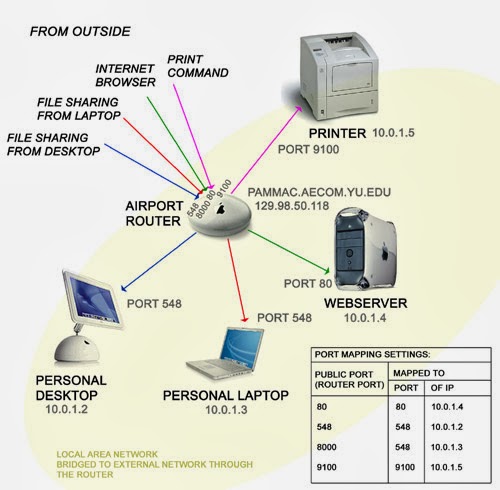 FROM OUTSIDE
PRINT
COMMAND
INTERNET
BROWSER
FILE SHARING
FROM LAPTOP
FILE SHARING
FROM DESKTOP
PRINTER 10.0.1.5
PORT 9100
AIRPORT
ROUTER
548
8000
80
9100
PAMMAC.AECOM.YU.EDU
129.98.50.118
PORT 548
PORT 548
PORT 80
WEBSERVER
10.0.1.4
PERSONAL
DESKTOP
10.0.1.2
PERSONAL LAPTOP
10.0.1.3
PORT MAPPING SETTINGS:
PUBLIC PORT MAPPED TO
(ROUTER PORT) PORT OF IP
80 80 10.0.1.4
548 548 10.0.1.2
8000 548 10.0.1.3
9100 9100 10.0.1.5
LOCAL AREA NETWORK
BRIDGED TO EXTERNAL NETWORK THROUGH
THE ROUTER